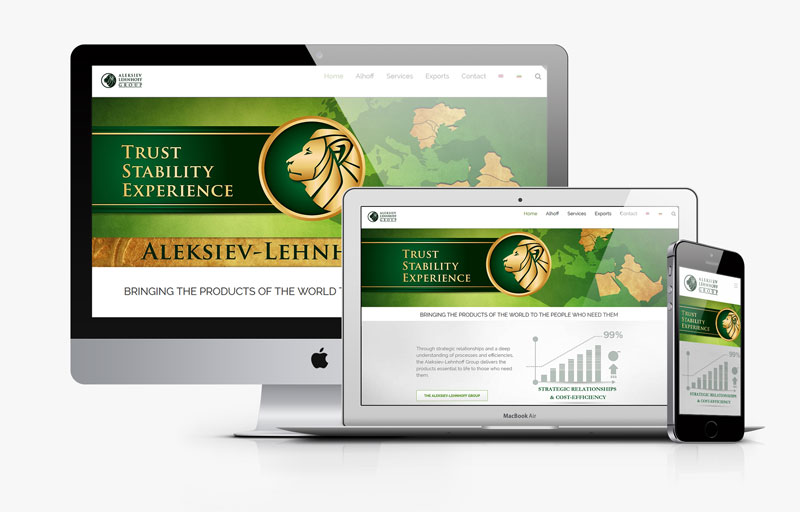 ALEKSIEV
LEHNHOFF
GROUP
Home Alhoff Services Exports Contact
TRUST
STABILITY
EXPERIENCE
ALEKSIEV-LEHNH
BRINGING THE PRODUCTS OF THE WORLD T
ALEKSIEV
LEHNHOFF
GROUP
Home Alhoff Services Exports Contact
TRUST
STABILITY
EXPERIENCE
BRINGING THE PRODUCTS OF THE WORLD TO THE PEOPLE WHO NEED THEM
Through strategic relationships and a deep
understanding of processes and efficiencies,
the Aleksiev-Lehnhoff Group delivers the
products essential to life to those who need
them.
THE ALEKSIEV-LEHNHOFF GROUP
99%
STRATEGIC RELATIONSHIPS
& COST-EFFICIENCY
MacBook Air
ALEKSIEV
LEHNHOFF
GROUP
TRUST
STABILITY
EXPERIENCE
99%
STRATEGIC RELATIONSHIPS
& COST-EFFICIENCY